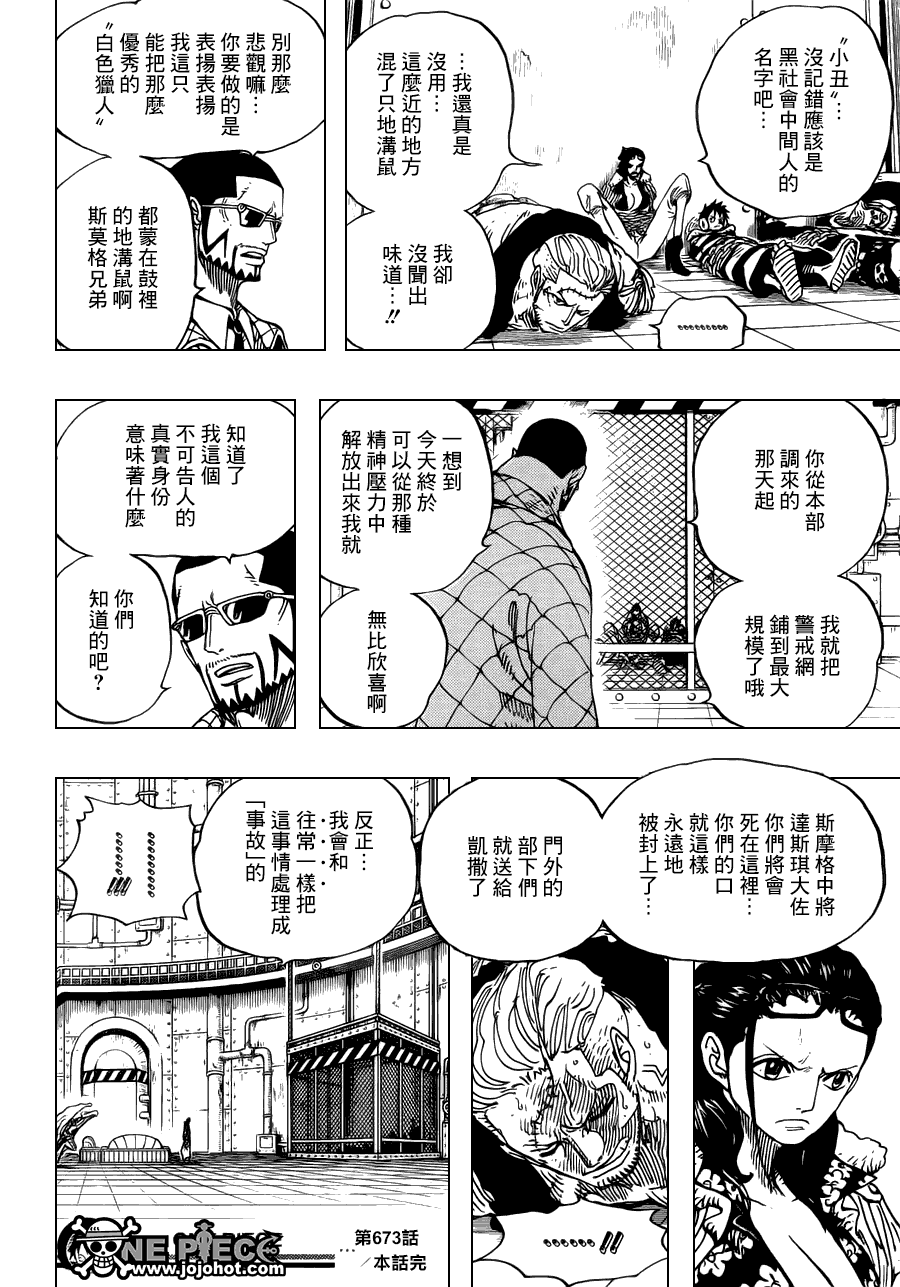 “小丑”…
沒記錯應該是
黑社會中間人的
名字吧…
…我還真是
沒用…
這麼近的地方
混了只地溝鼠
我卻
沒聞出
味道…!!
…………
別那麼
悲觀嘛…
你要做的是
表揚表揚
我這只
能把那麼
優秀的
“白色獵人”
都蒙在鼓裡
的地溝鼠啊
斯莫格兄弟
你從本部
調來的
那天起
我就把
警戒網
鋪到最大
規模了哦
一想到
今天終於
可以從那種
精神壓力中
解放出來我就
無比欣喜啊
知道了
我這個
不可告人的
真實身份
意味著什麼
你們
知道的吧?
斯摩格中將
達斯琪大佐
你們將會
死在這裡…
你們的口
就這樣
永遠地
被封上了…
門外的
部下們
就送給
凱撒了
……!!
反正…
我會和
往常一樣把
這事情處理成
「事故」的
……
……!!!
ONE PIECE
第673話
…／本話完
www.jojohot.com